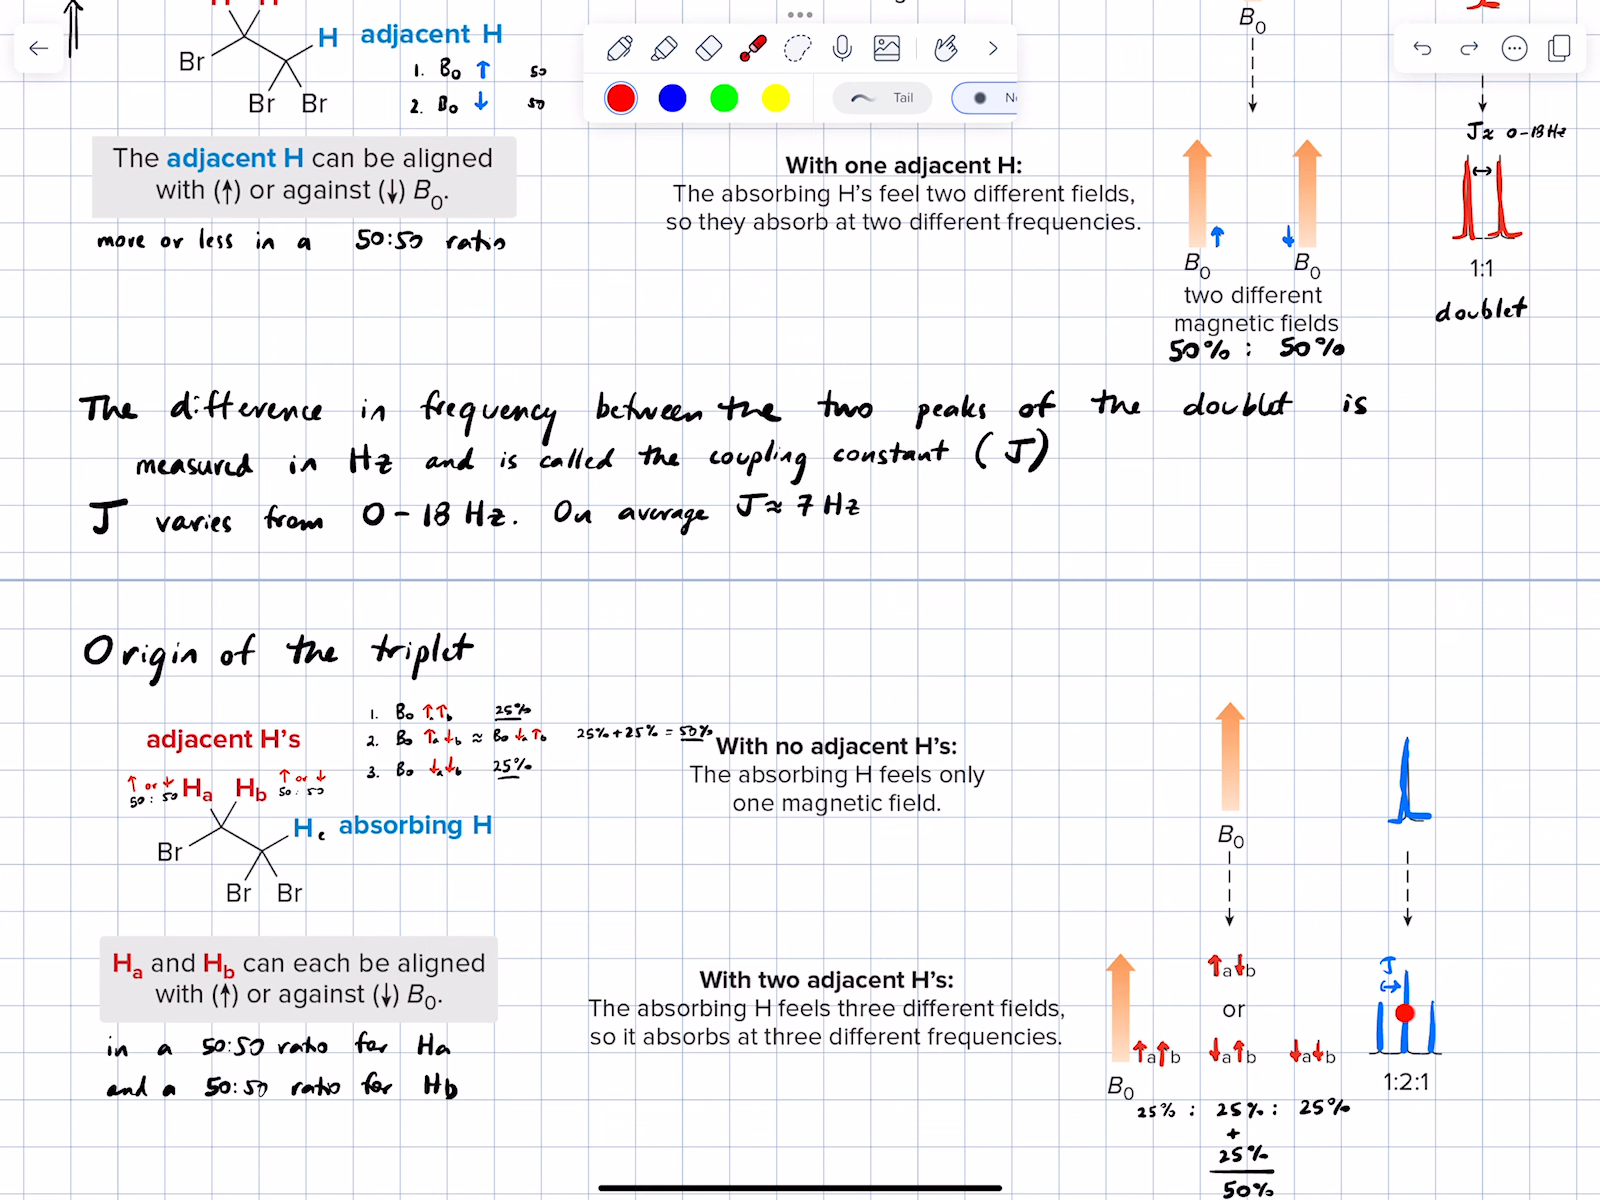 B0
H adjacent H
Br
1. B0 ↑ 50
Br Br
2. B0 ↓ 50
Tail
The adjacent H can be aligned
with (↑) or against (↓) B0.
more or less in a 50:50 ratio
With one adjacent H:
The absorbing H's feel two different fields,
so they absorb at two different frequencies.
↑ ↓
B0 B0
two different
magnetic fields
50% : 50%
J≈ 0-18 Hz
1:1
doublet
The difference in frequency between the two peaks of the doublet is
measured in Hz and is called the coupling constant (J)
J varies from 0-18 Hz. On average J≈ 7 Hz
Origin of the triplet
1. B0 ↑a↑b 25%
2. B0 ↑a↓b ≈ B0 ↓a↑b 25%+25% = 50%
3. B0 ↓a↓b 25%
adjacent H's
↑ or ↓ Ha Hb ↑ or ↓
50:50 50:50
Hc absorbing H
Br
Br Br
Ha and Hb can each be aligned
with (↑) or against (↓) B0.
in a 50:50 ratio for Ha
and a 50:50 ratio for Hb
With no adjacent H's:
The absorbing H feels only
one magnetic field.
B0
With two adjacent H's:
The absorbing H feels three different fields,
so it absorbs at three different frequencies.
↑a↓b
or
↑a↑b ↓a↑b ↓a↓b
B0
25% : 25% : 25%
+
25%
50%
J
1:2:1